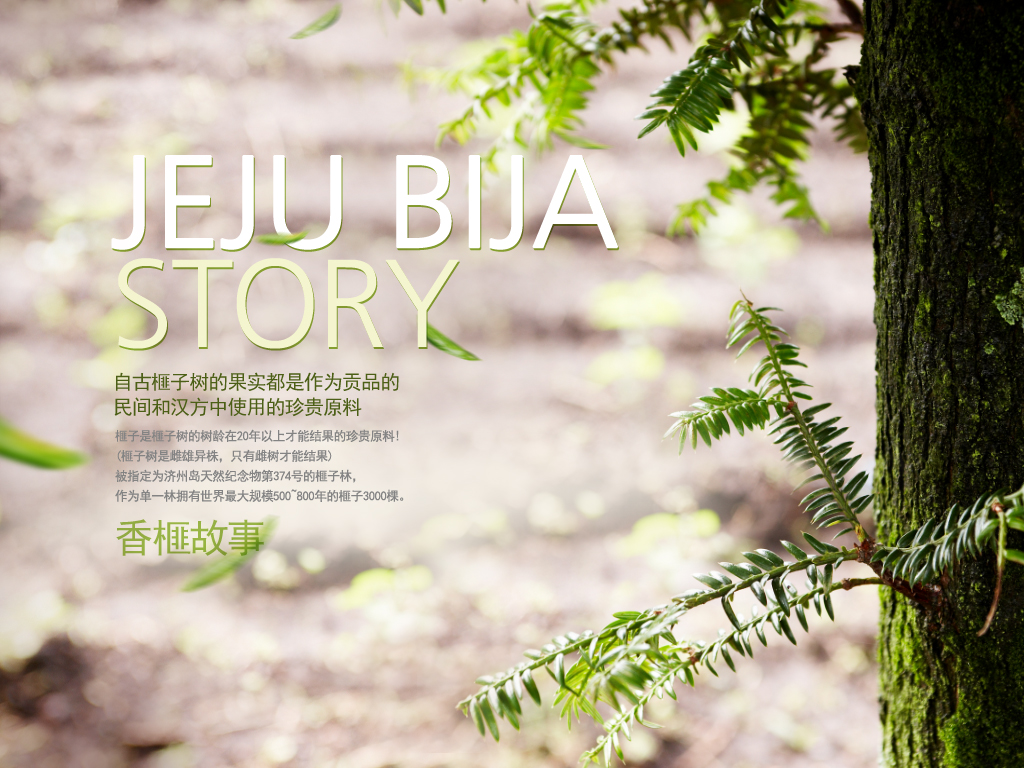 JEJU BIJA
STORY
自古榧子树的果实都是作为贡品的
民间和汉方中使用的珍贵原料
榧子是榧子树的树龄在20年以上才能结果的珍贵原料!
(榧子树是雌雄异株，只有雌树才能结果)
被指定为济州岛天然纪念物第374号的榧子林，
作为单一林拥有世界最大规模500~800年的榧子3000棵。
香榧故事